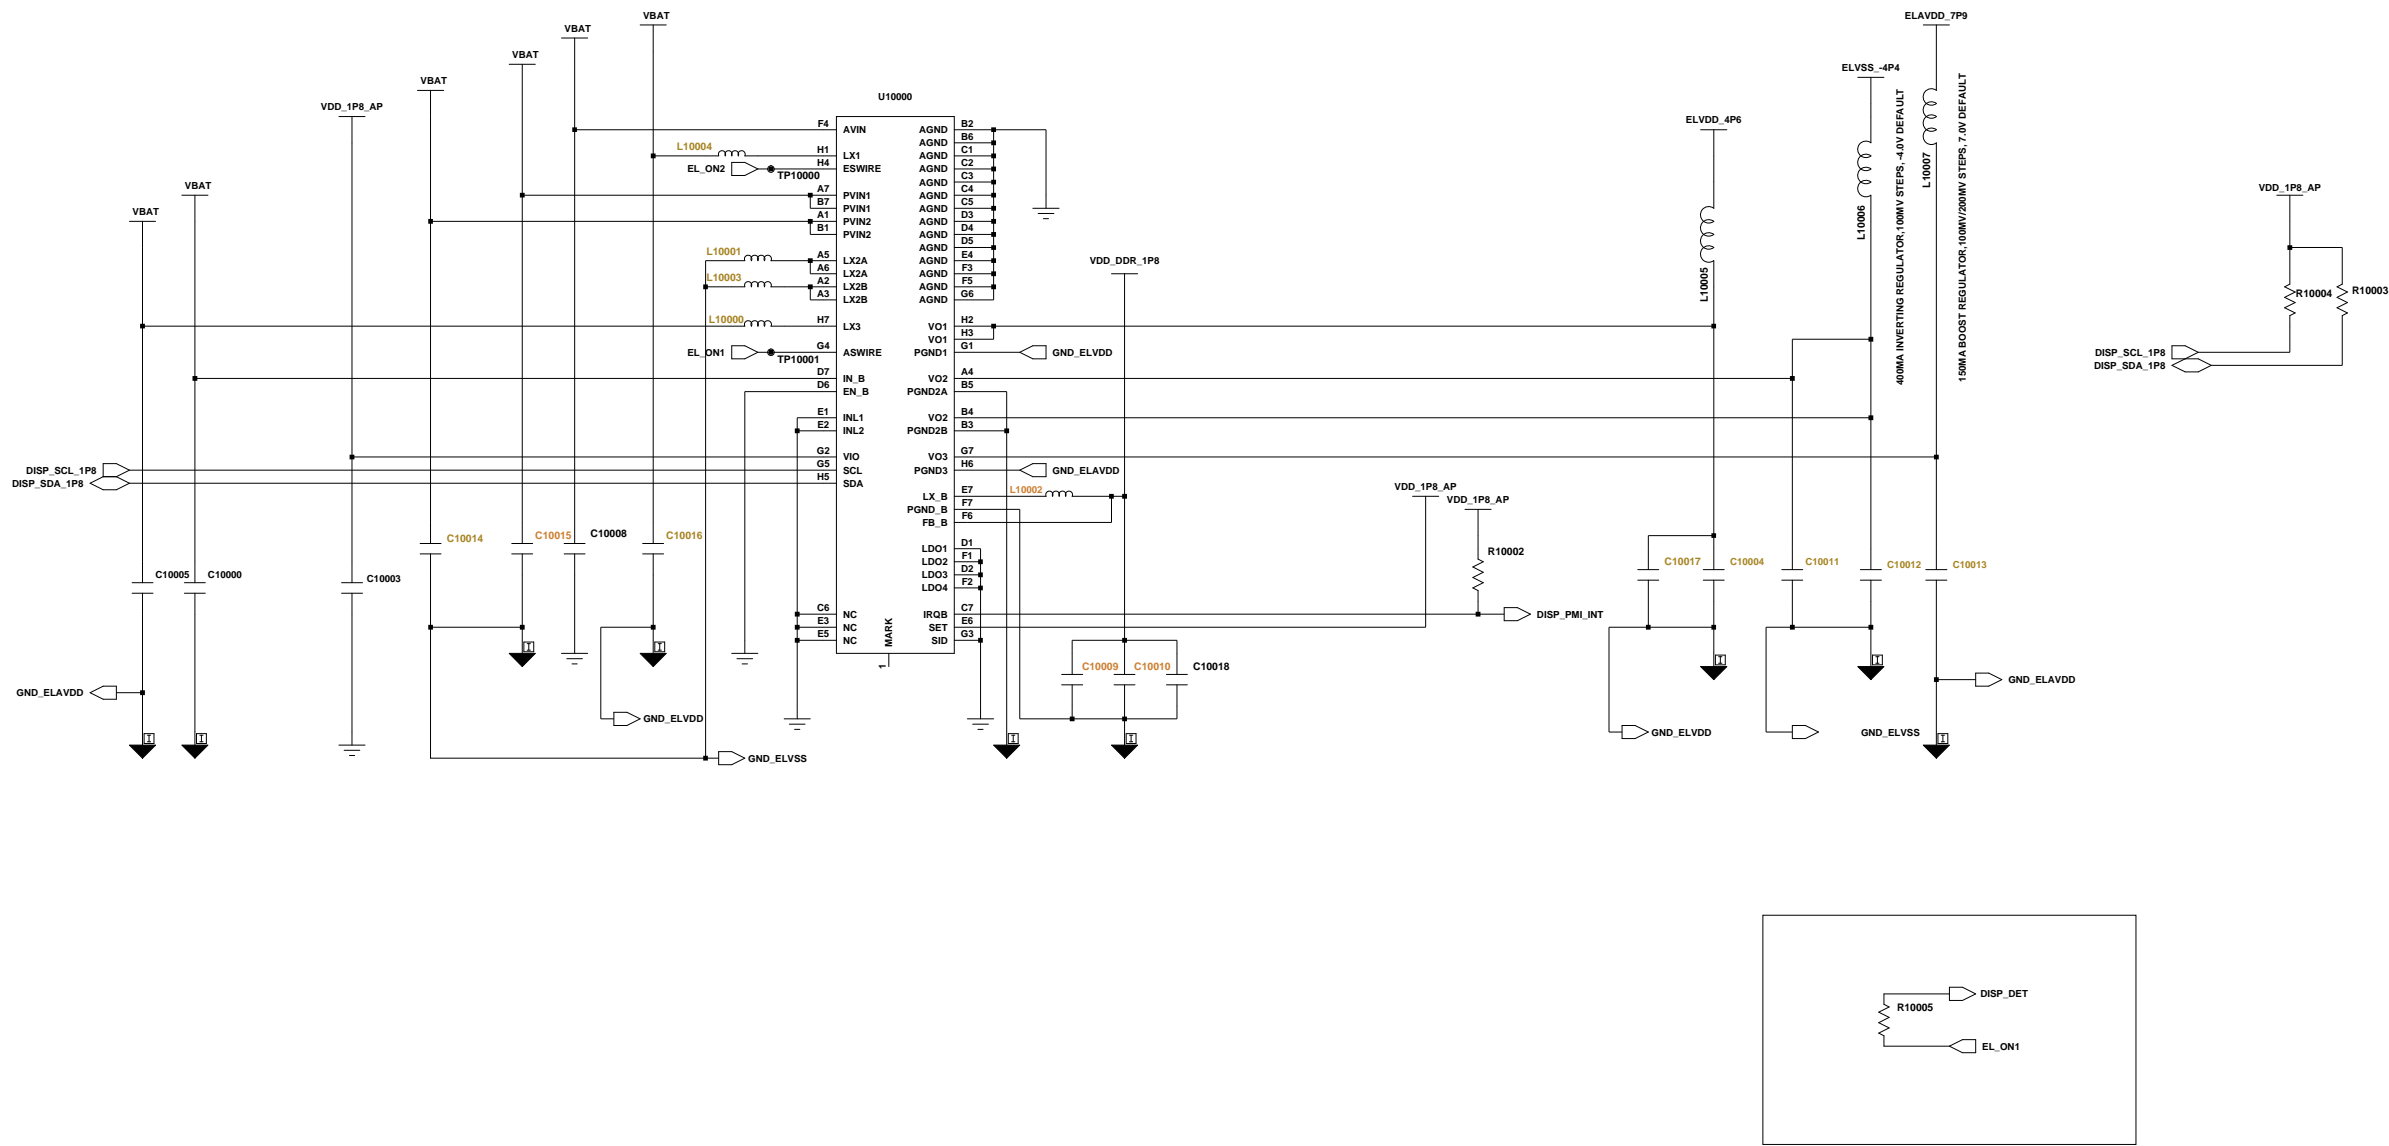 VBAT
VBAT
ELAVDD_7P9
VBAT
VBAT
ELVSS_-4P4
VDD_1P8_AP
U10000
ELVDD_4P6
VBAT
VBAT
VDD_1P8_AP
VDD_DDR_1P8
400MA INVERTING REGULATOR,100MV STEPS, -4.0V DEFAULT
150MA BOOST REGULATOR,100MV/200MV STEPS, 7.0V DEFAULT
L10007
L10006
L10005
F4 AVIN
L10004
H1 LX1
EL_ON2
TP10000
H4 ESWIRE
A7 PVIN1
B7 PVIN1
A1 PVIN2
B1 PVIN2
L10001
A5 LX2A
A6 LX2A
L10003
A2 LX2B
A3 LX2B
L10000
H7 LX3
EL_ON1
TP10001
G4 ASWIRE
D7 IN_B
D6 EN_B
E1 INL1
E2 INL2
G2 VIO
DISP_SCL_1P8
G5 SCL
DISP_SDA_1P8
H5 SDA
C6 NC
E3 NC
E5 NC
MARK
1
AGND B2
AGND B6
AGND C1
AGND C2
AGND C3
AGND C4
AGND C5
AGND D3
AGND D4
AGND D5
AGND E4
AGND F3
AGND F5
AGND G6
VO1 H2
VO1 H3
PGND1 G1
GND_ELVDD
VO2 A4
PGND2A B5
VO2 B4
PGND2B B3
VO3 G7
PGND3 H6
GND_ELAVDD
LX_B E7
L10002
PGND_B F7
FB_B F6
LDO1 D1
LDO2 F1
LDO3 D2
LDO4 F2
IRQB C7
DISP_PMI_INT
SET E6
SID G3
VDD_1P8_AP
VDD_1P8_AP
R10002
R10004
R10003
DISP_SCL_1P8
DISP_SDA_1P8
C10005
C10000
C10003
C10014
C10015
C10008
C10016
C10017
C10004
C10011
C10012
C10013
C10009
C10010
C10018
I
I
I
I
GND_ELAVDD
GND_ELVDD
GND_ELAVDD
I
I
I
I
I
GND_ELVDD
GND_ELVSS
GND_ELVSS
DISP_DET
R10005
EL_ON1